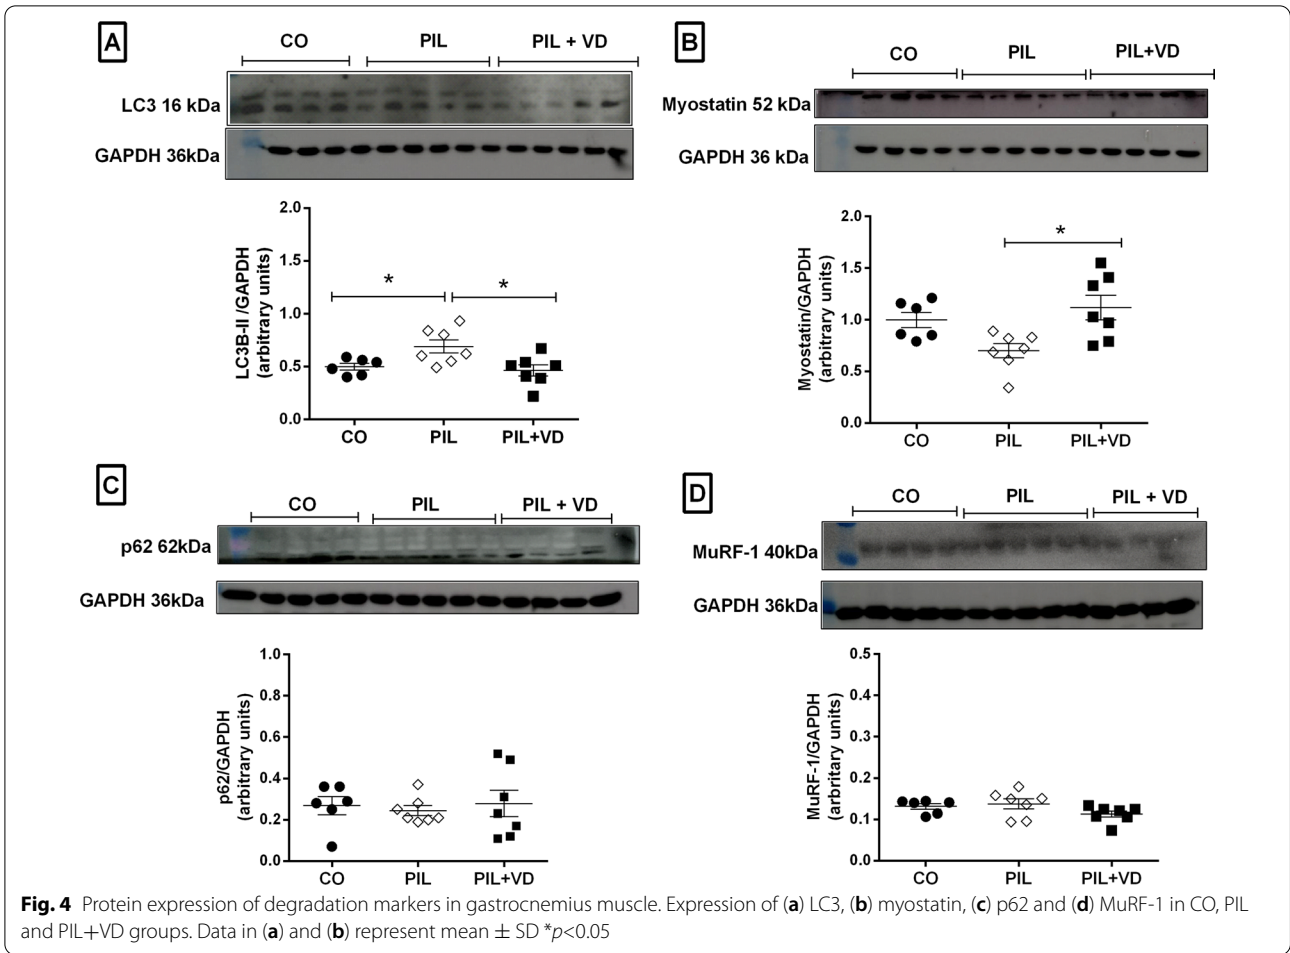 A
CO PIL PIL + VD
LC3 16 kDa
GAPDH 36kDa
LC3B-II /GAPDH
(arbitrary units)
2.0
1.5
1.0
0.5
0.0
* *
CO PIL PIL+VD
B
CO PIL PIL+VD
Myostatin 52 kDa
GAPDH 36 kDa
Myostatin/GAPDH
(arbitrary units)
2.0
1.5
1.0
0.5
0.0
*
CO PIL PIL+VD
C
CO PIL PIL + VD
p62 62kDa
GAPDH 36kDa
p62/GAPDH
(arbitrary units)
1.0
0.8
0.6
0.4
0.2
0.0
CO PIL PIL+VD
D
CO PIL PIL + VD
MuRF-1 40kDa
GAPDH 36kDa
MuRF-1/GAPDH
(arbritary units)
0.5
0.4
0.3
0.2
0.1
0.0
CO PIL PIL+VD
Fig. 4 Protein expression of degradation markers in gastrocnemius muscle. Expression of (a) LC3, (b) myostatin, (c) p62 and (d) MuRF-1 in CO, PIL
and PIL+VD groups. Data in (a) and (b) represent mean ± SD *p<0.05